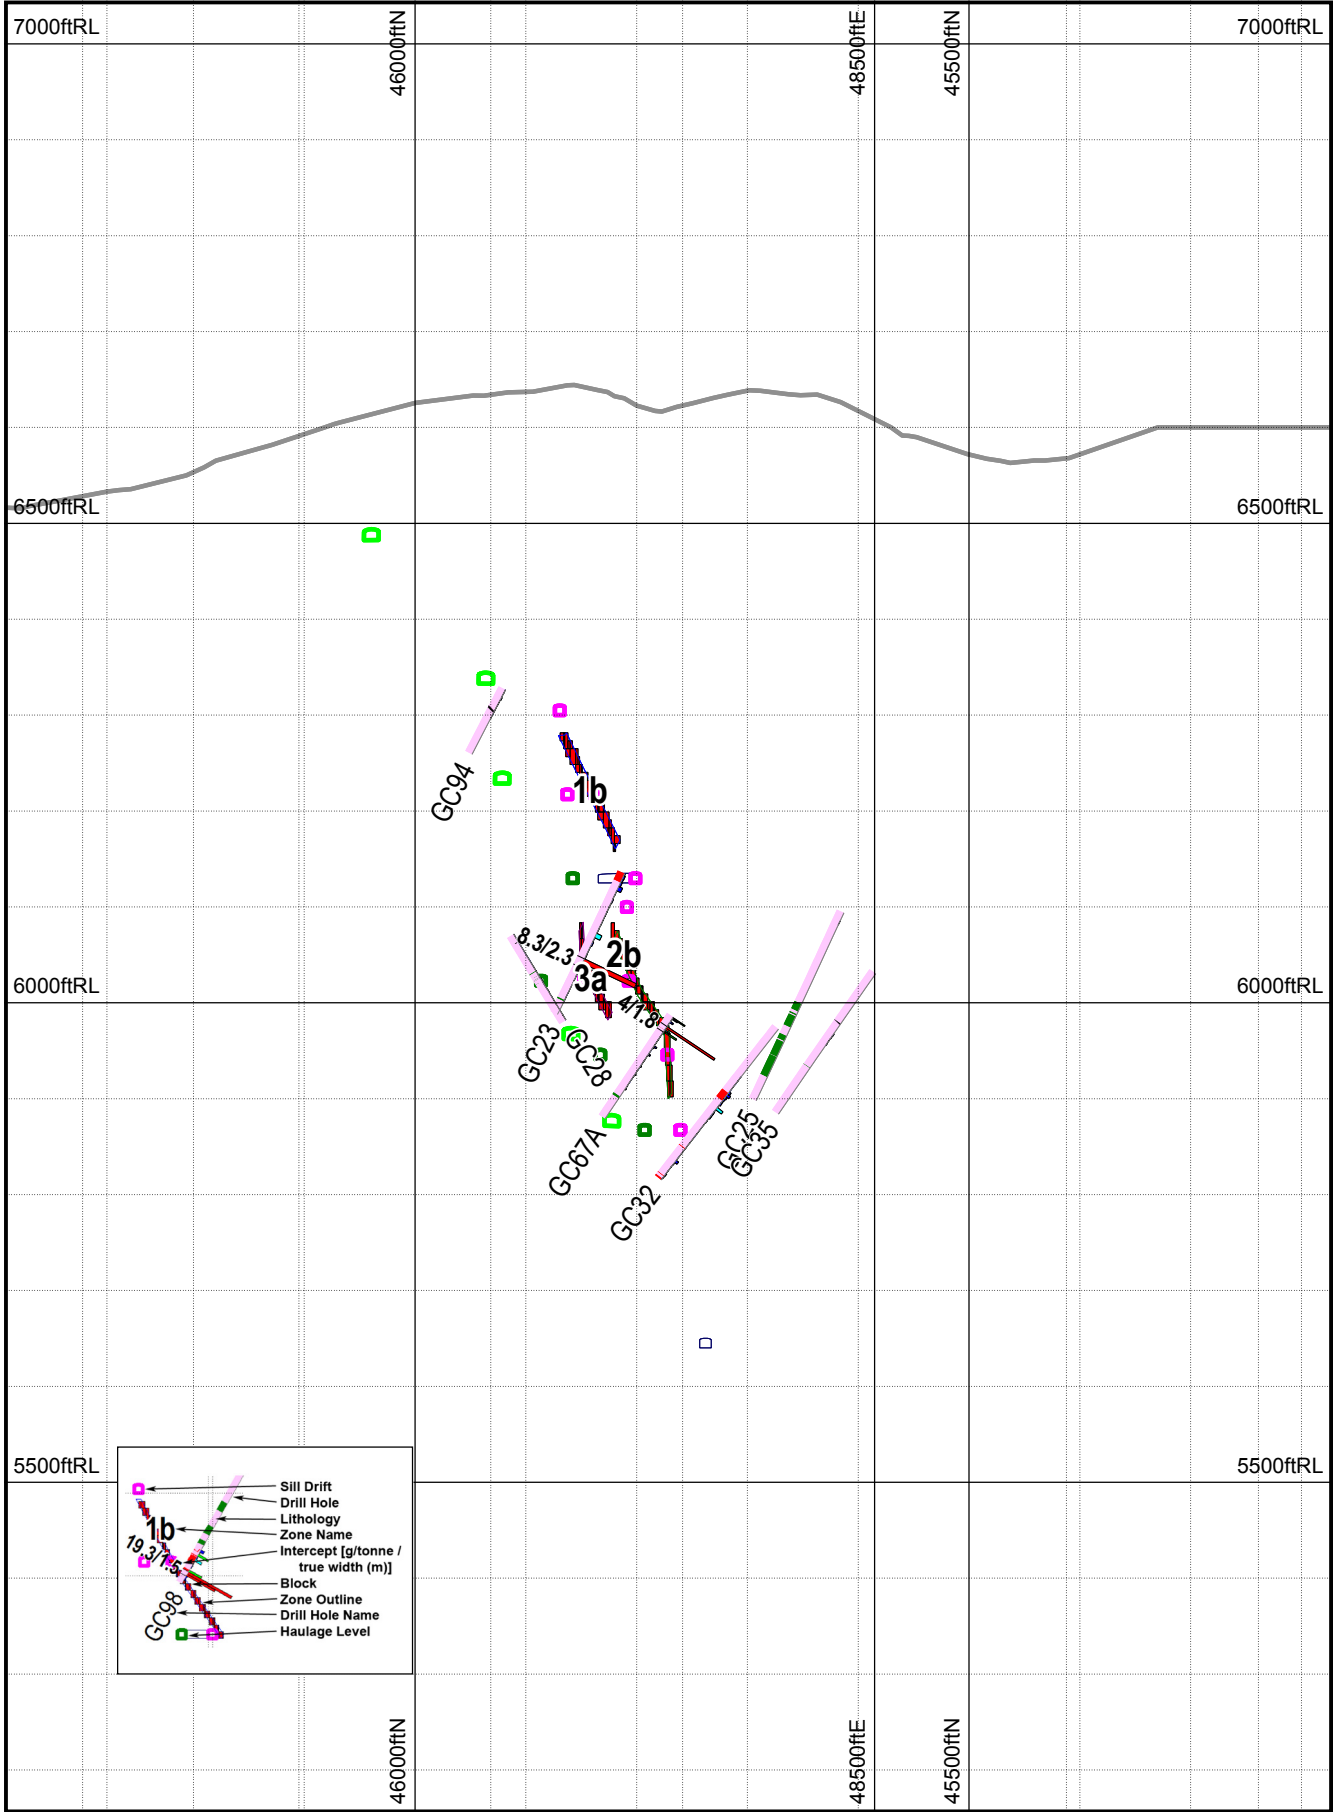 46000ftN
48500ftE
45500ftN
7000ftRL
7000ftRL
6500ftRL
6500ftRL
GC94
1b
8.3/2.3
2b
3a
4/1.8
6000ftRL
6000ftRL
GC23
GC28
GC67A
GC32
GC25
GC35
5500ftRL
5500ftRL
Sill Drift
Drill Hole
Lithology
1b
Zone Name
19.3/1.5
Intercept [g/tonne /
true width (m)]
Block
Zone Outline
GC98
Drill Hole Name
Haulage Level
46000ftN
48500ftE
45500ftN